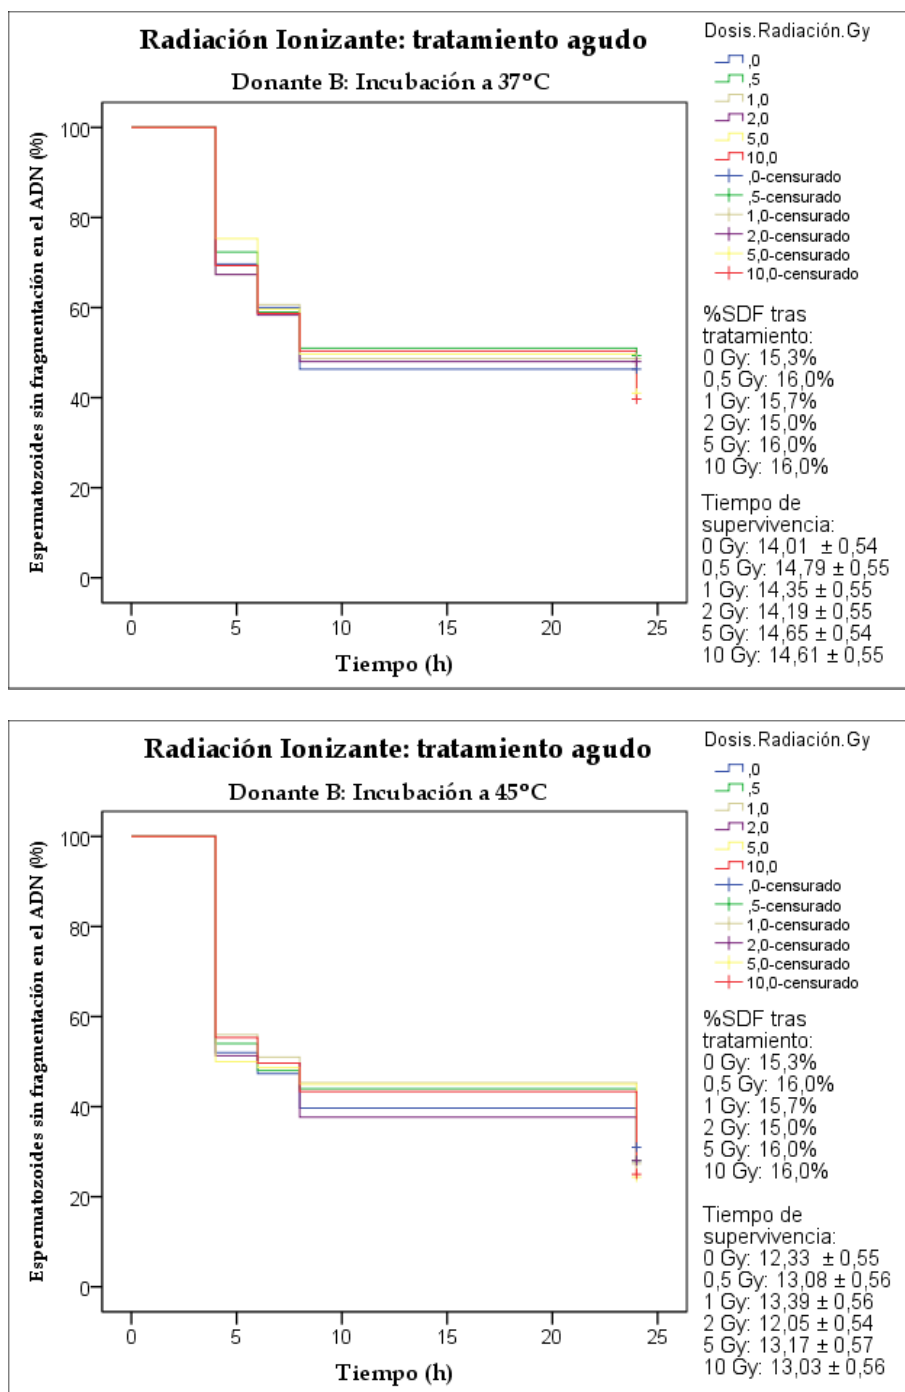 Radiación Ionizante: tratamiento agudo
Donante B: Incubación a 37°C
Espermatozoides sin fragmentación en el ADN (%)
100
80
60
40
20
0
0 5 10 15 20 25
Tiempo (h)
Dosis.Radiación.Gy
,0
,5
1,0
2,0
5,0
10,0
,0-censurado
,5-censurado
1,0-censurado
2,0-censurado
5,0-censurado
10,0-censurado
%SDF tras
tratamiento:
0 Gy: 15,3%
0,5 Gy: 16,0%
1 Gy: 15,7%
2 Gy: 15,0%
5 Gy: 16,0%
10 Gy: 16,0%
Tiempo de
supervivencia:
0 Gy: 14,01 ± 0,54
0,5 Gy: 14,79 ± 0,55
1 Gy: 14,35 ± 0,55
2 Gy: 14,19 ± 0,55
5 Gy: 14,65 ± 0,54
10 Gy: 14,61 ± 0,55
Radiación Ionizante: tratamiento agudo
Donante B: Incubación a 45°C
Espermatozoides sin fragmentación en el ADN (%)
100
80
60
40
20
0
0 5 10 15 20 25
Tiempo (h)
Dosis.Radiación.Gy
,0
,5
1,0
2,0
5,0
10,0
,0-censurado
,5-censurado
1,0-censurado
2,0-censurado
5,0-censurado
10,0-censurado
%SDF tras
tratamiento:
0 Gy: 15,3%
0,5 Gy: 16,0%
1 Gy: 15,7%
2 Gy: 15,0%
5 Gy: 16,0%
10 Gy: 16,0%
Tiempo de
supervivencia:
0 Gy: 12,33 ± 0,55
0,5 Gy: 13,08 ± 0,56
1 Gy: 13,39 ± 0,56
2 Gy: 12,05 ± 0,54
5 Gy: 13,17 ± 0,57
10 Gy: 13,03 ± 0,56